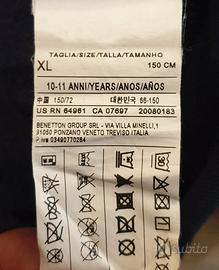 TAGLIA/SIZE/TALLA/TAMANHO
XL 150 CM
10-11 ANNI/YEARS/ANOS/AÑOS
中国 150/72 대한민국 66-150
US RN 64961 CA 07697 20080183
BENETTON GROUP SRL - VIA VILLA MINELLI,1
31050 PONZANO VENETO TREVISO ITALIA
P.iva 03490770264
Subito